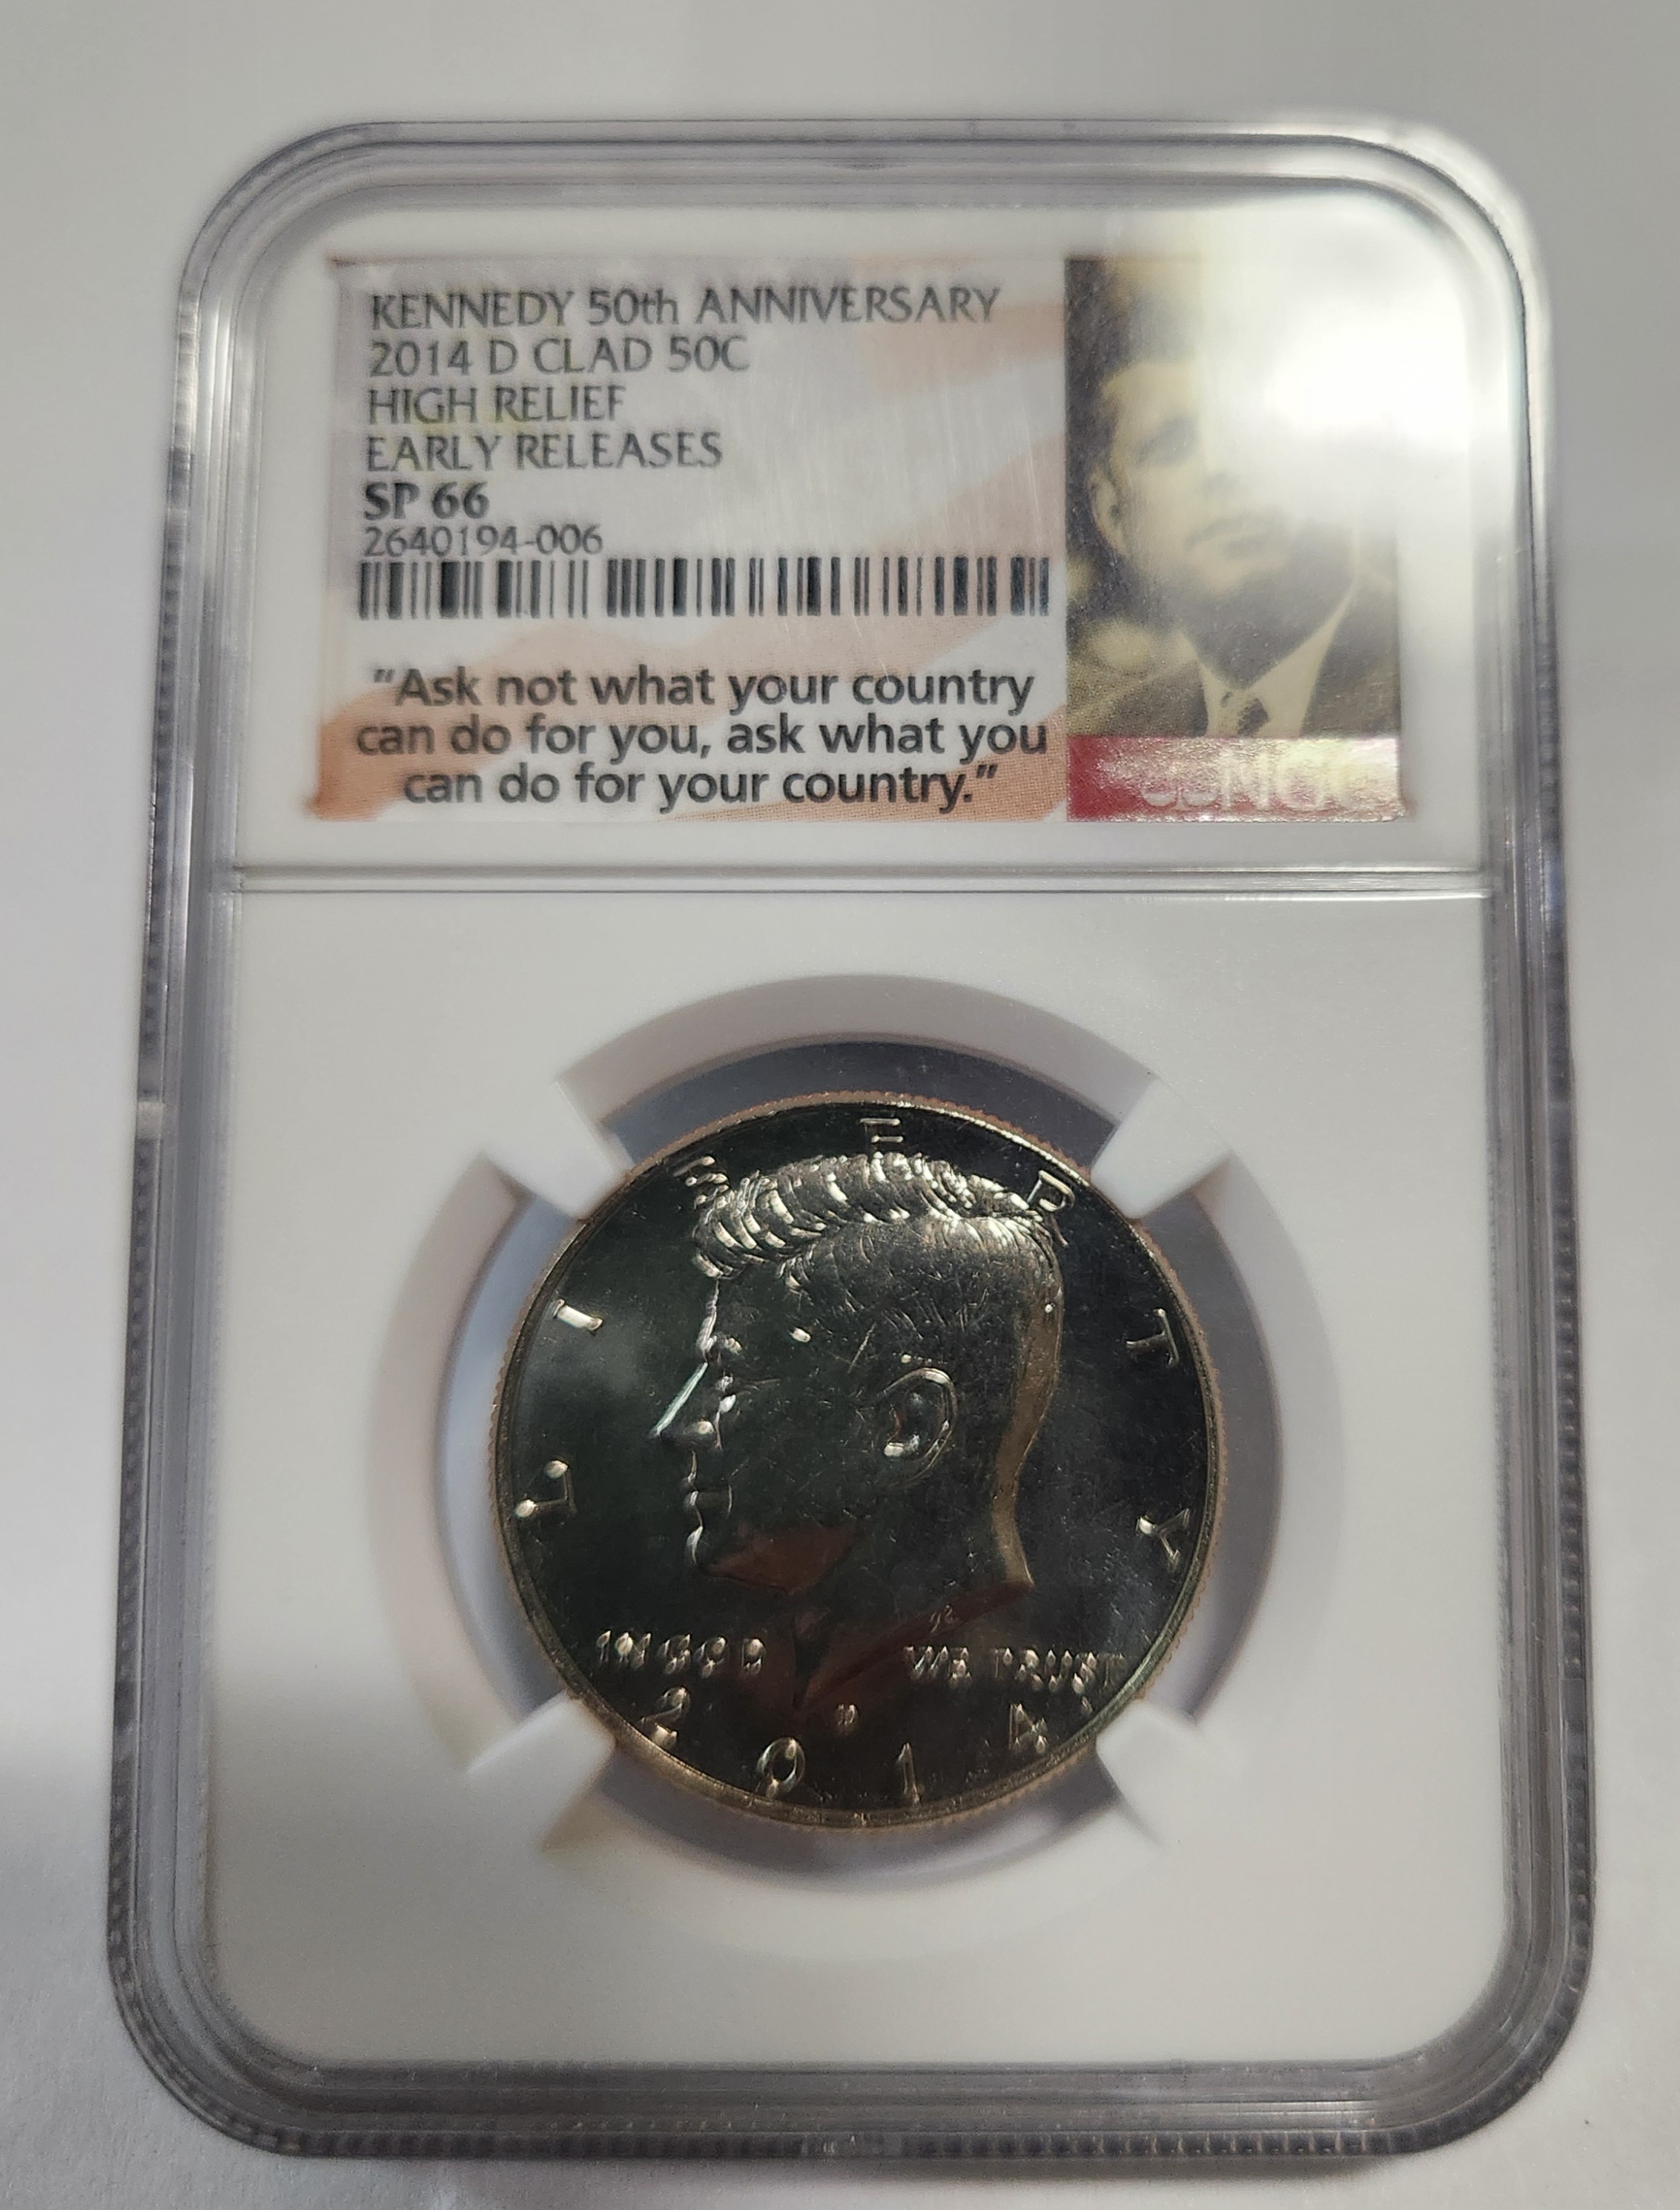 KENNEDY 50th ANNIVERSARY
2014 D CLAD 50C
HIGH RELIEF
EARLY RELEASES
SP 66
2640194-006
"Ask not what your country
can do for you, ask what you
can do for your country."
NGC
LIBERTY
IN GOD WE TRUST
D
2014